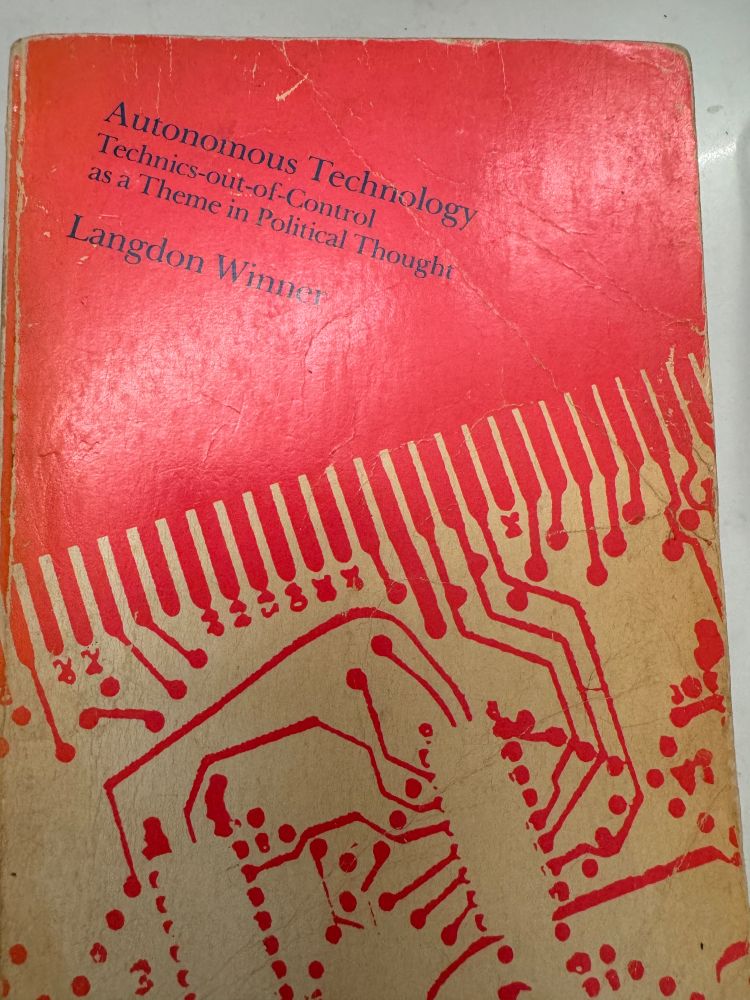 Autonomous Technology
Technics-out-of-Control
as a Theme in Political Thought
Langdon Winner